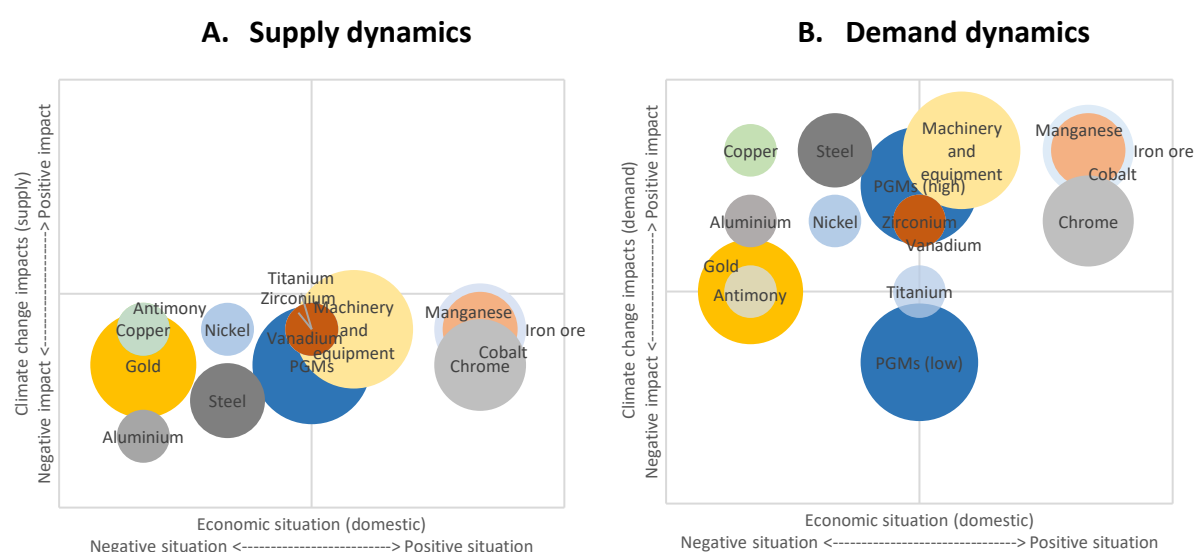 A. Supply dynamics
Climate change impacts (supply)
Negative impact <---------------> Positive impact
Titanium
Zirconium
Antimony
Copper
Nickel
Machinery
and
equipment
Vanadium
PGMs
Manganese
Iron ore
Cobalt
Chrome
Gold
Steel
Aluminium
Economic situation (domestic)
Negative situation <--------------------------> Positive situation
B. Demand dynamics
Climate change impacts (demand)
Negative impact <---------------> Positive impact
Copper
Steel
Machinery
and
equipment
PGMs (high)
Manganese
Iron ore
Cobalt
Aluminium
Nickel
Zirconium
Vanadium
Chrome
Gold
Antimony
Titanium
PGMs (low)
Economic situation (domestic)
Negative situation <--------------------------> Positive situation